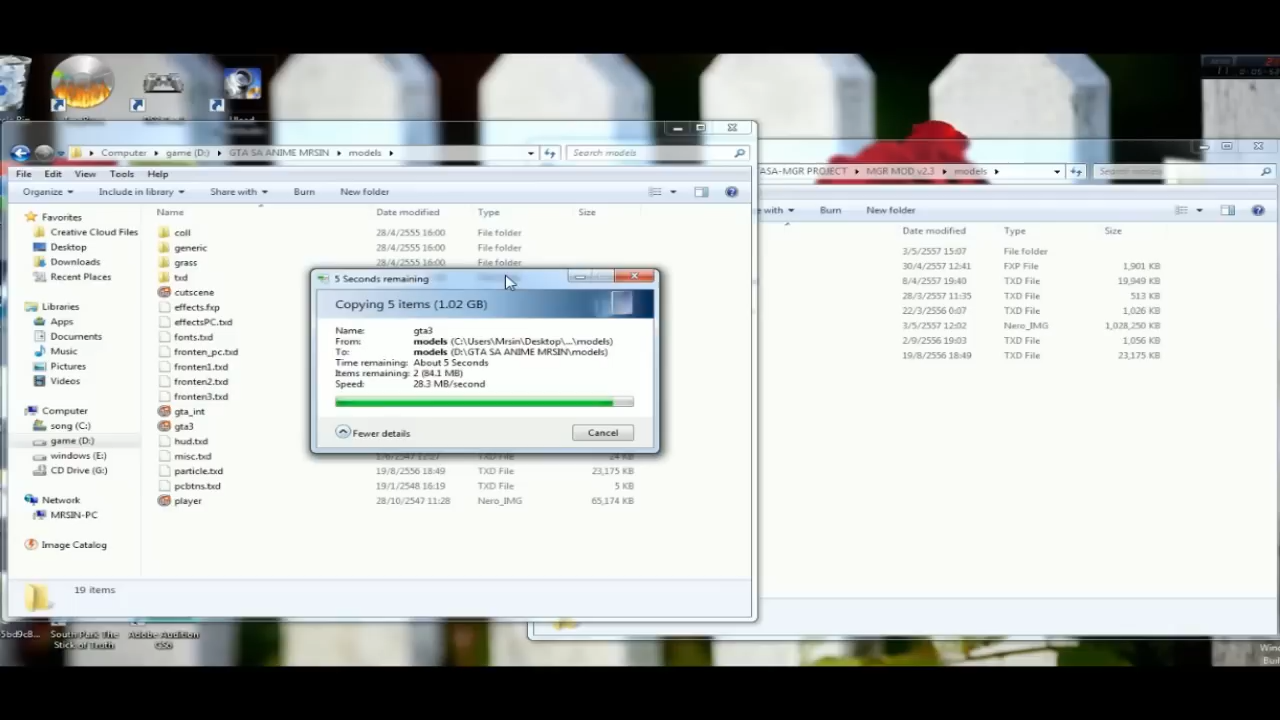 Computer ▸ game (D:) ▸ GTA SA ANIME MRSIN ▸ models ▸
Search models
File Edit View Tools Help
Organize Include in library Share with Burn New folder
Name Date modified Type Size
Favorites
Creative Cloud Files
Desktop
Downloads
Recent Places
Libraries
Apps
Documents
Music
Pictures
Videos
Computer
song (C:)
game (D:)
windows (E:)
CD Drive (G:)
Network
MRSIN-PC
Image Catalog
coll 28/4/2555 16:00 File folder
generic 28/4/2555 16:00 File folder
grass 28/4/2555 16:00 File folder
txd
cutscene
effects.fxp
effectsPC.txd
fonts.txd
fronten_pc.txd
fronten1.txd
fronten2.txd
fronten3.txd
gta_int
gta3
hud.txd
misc.txd TXD File 24 KB
particle.txd 19/8/2556 18:49 TXD File 23,175 KB
pcbtns.txd 19/1/2548 16:19 TXD File 5 KB
player 28/10/2547 11:28 Nero_IMG 65,174 KB
19 items
5 Seconds remaining
Copying 5 items (1.02 GB)
Name: gta3
From: models (C:\Users\Mrsin\Desktop\...\models)
To: models (D:\GTA SA ANIME MRSIN\models)
Time remaining: About 5 Seconds
Items remaining: 2 (84.1 MB)
Speed: 28.3 MB/second
Fewer details
Cancel
TASA-MGR PROJECT ▸ MGR MOD v2.3 ▸ models ▸
with Burn New folder
Date modified Type Size
3/5/2557 15:07 File folder
30/4/2557 12:41 FXP File 1,901 KB
8/4/2557 19:40 TXD File 19,949 KB
28/3/2557 11:35 TXD File 513 KB
22/3/2556 0:07 TXD File 1,026 KB
3/5/2557 12:02 Nero_IMG 1,028,250 KB
2/9/2556 19:03 TXD File 1,056 KB
19/8/2556 18:49 TXD File 23,175 KB
South Park The
Stick of Truth
Adobe Audition
CS6